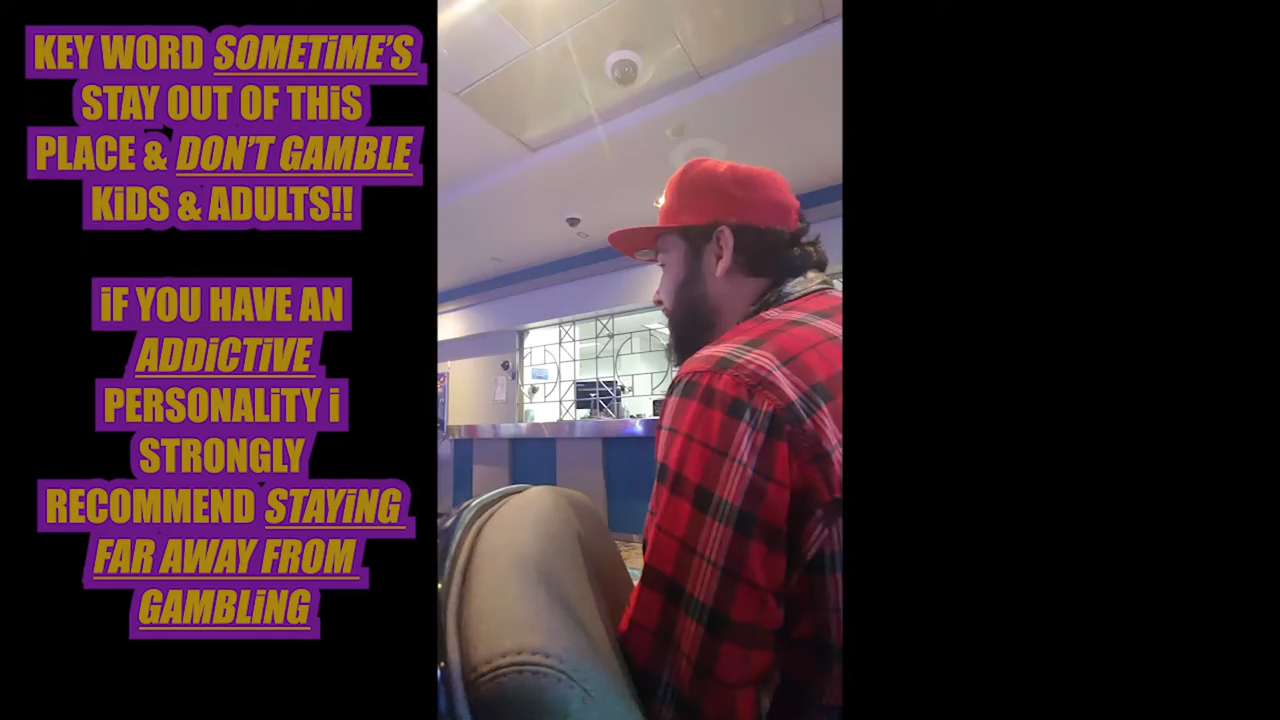 KEY WORD SOMETiME'S
STAY OUT OF THiS
PLACE & DON'T GAMBLE
KiDS & ADULTS!!
iF YOU HAVE AN
ADDiCTiVE
PERSONALiTY i
STRONGLY
RECOMMEND STAYiNG
FAR AWAY FROM
GAMBLiNG